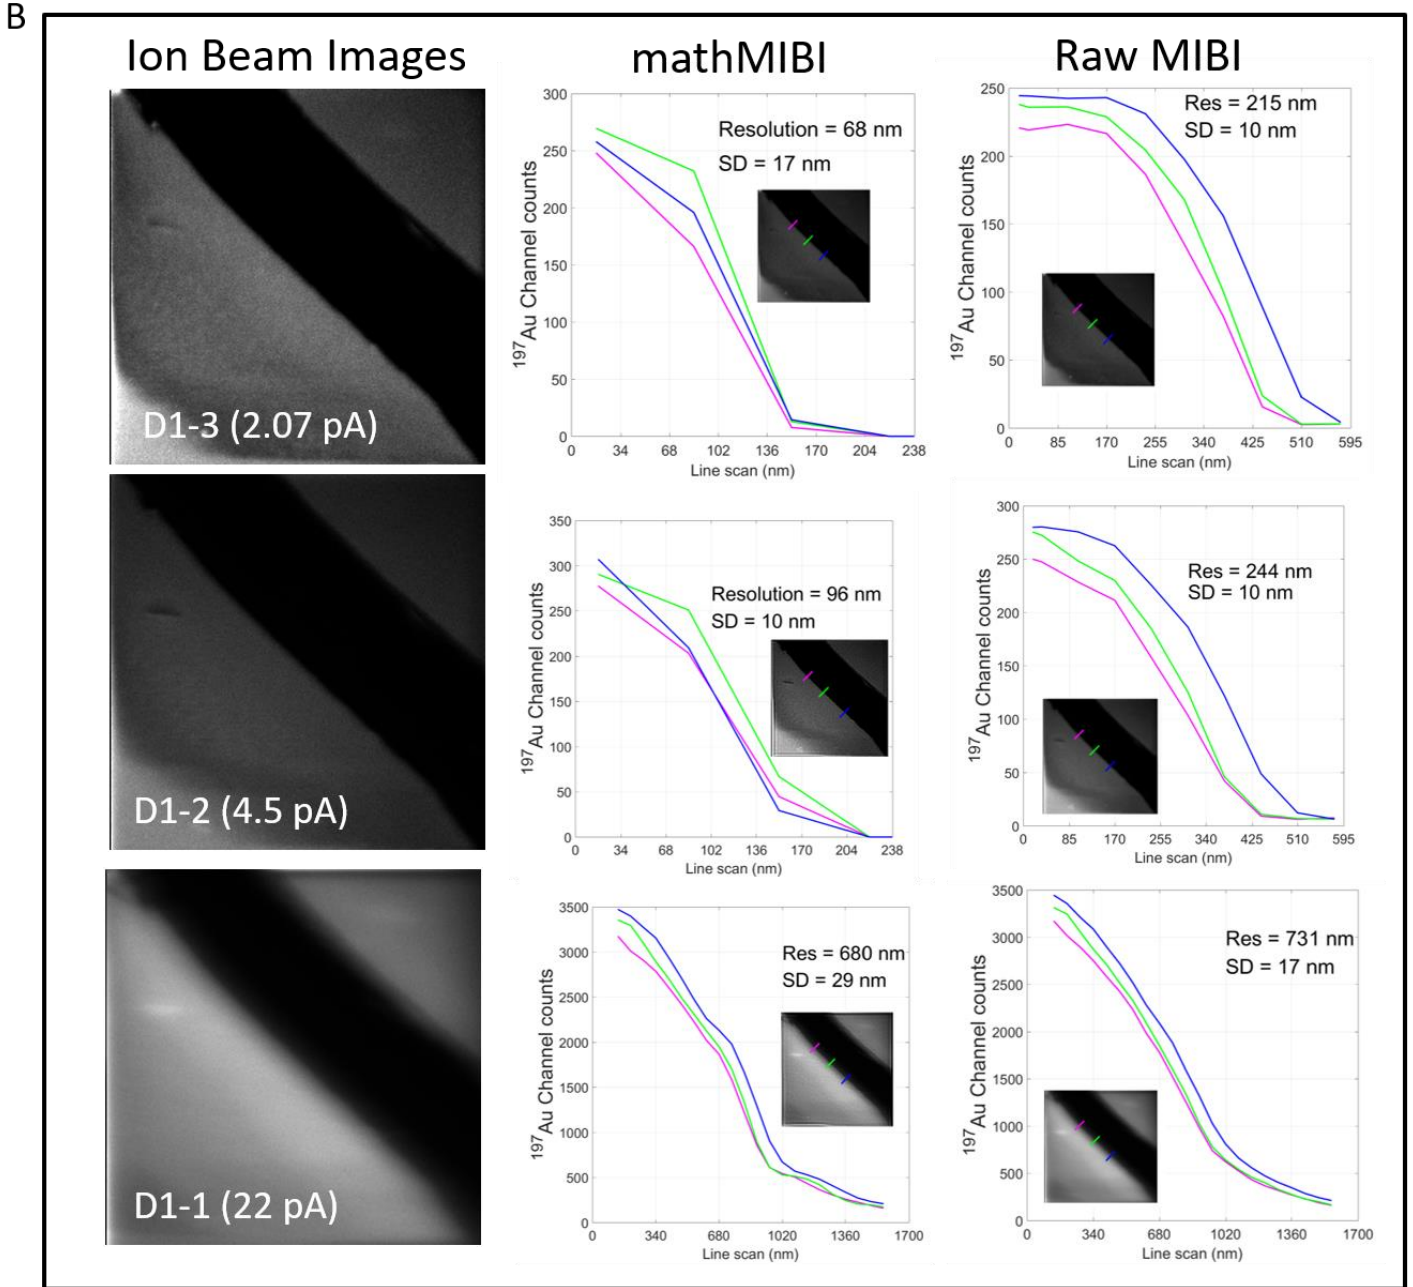 B
Ion Beam Images
mathMIBI
Raw MIBI
D1-3 (2.07 pA)
300
250
200
150
100
50
0
197Au Channel counts
Resolution = 68 nm
SD = 17 nm
0 34 68 102 136 170 204 238
Line scan (nm)
250
200
150
100
50
0
197Au Channel counts
Res = 215 nm
SD = 10 nm
0 85 170 255 340 425 510 595
Line scan (nm)
D1-2 (4.5 pA)
350
300
250
200
150
100
50
0
197Au Channel counts
Resolution = 96 nm
SD = 10 nm
0 34 68 102 136 170 204 238
Line scan (nm)
300
250
200
150
100
50
0
197Au Channel counts
Res = 244 nm
SD = 10 nm
0 85 170 255 340 425 510 595
Line scan (nm)
D1-1 (22 pA)
3500
3000
2500
2000
1500
1000
500
0
197Au Channel counts
Res = 680 nm
SD = 29 nm
0 340 680 1020 1360 1700
Line scan (nm)
3500
3000
2500
2000
1500
1000
500
0
197Au Channel counts
Res = 731 nm
SD = 17 nm
0 340 680 1020 1360 1700
Line scan (nm)